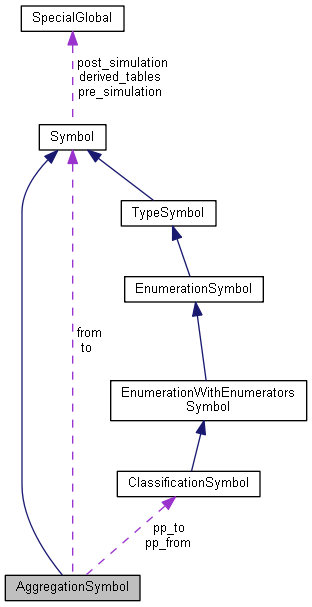 SpecialGlobal
post_simulation
derived_tables
pre_simulation
Symbol
TypeSymbol
EnumerationSymbol
from
to
EnumerationWithEnumerators
Symbol
ClassificationSymbol
pp_to
pp_from
AggregationSymbol